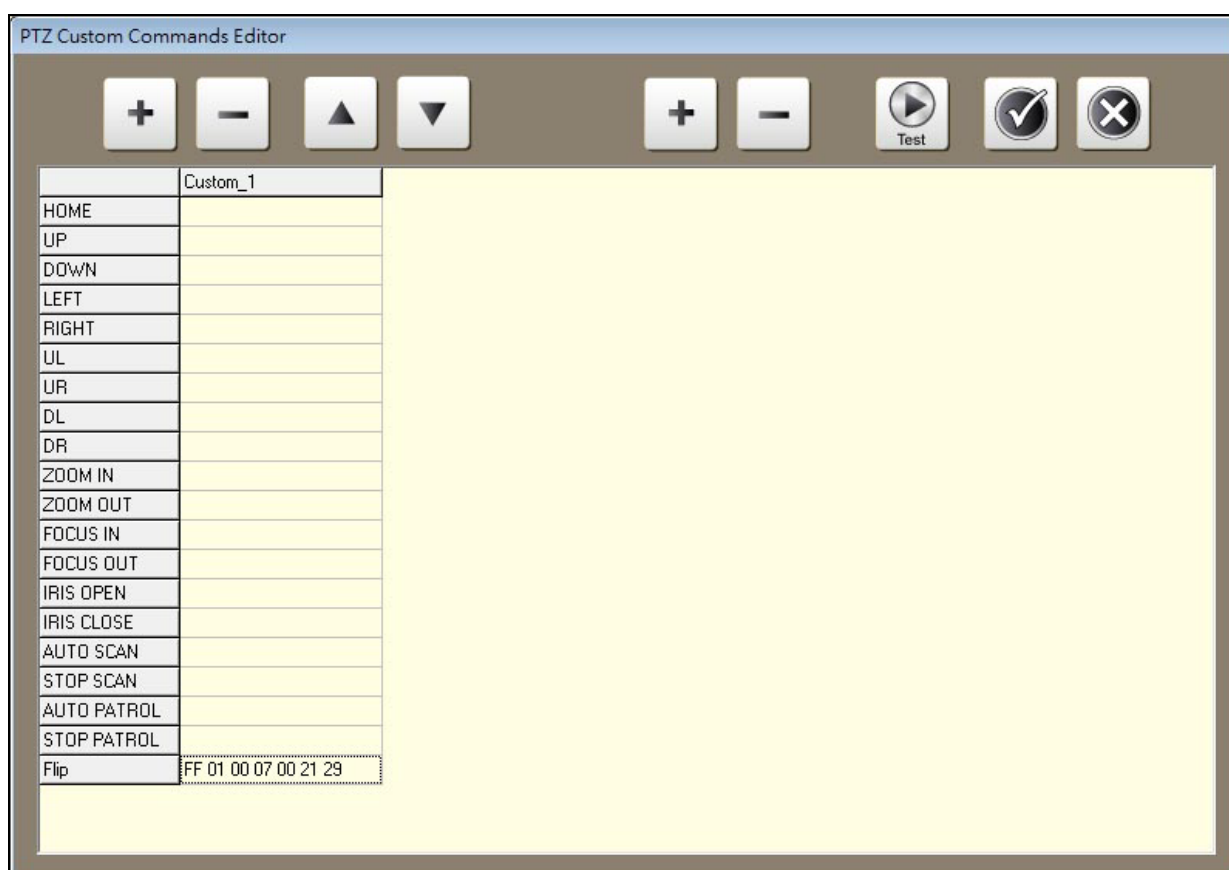 PTZ Custom Commands Editor
Test
Custom_1
HOME
UP
DOWN
LEFT
RIGHT
UL
UR
DL
DR
ZOOM IN
ZOOM OUT
FOCUS IN
FOCUS OUT
IRIS OPEN
IRIS CLOSE
AUTO SCAN
STOP SCAN
AUTO PATROL
STOP PATROL
Flip FF 01 00 07 00 21 29